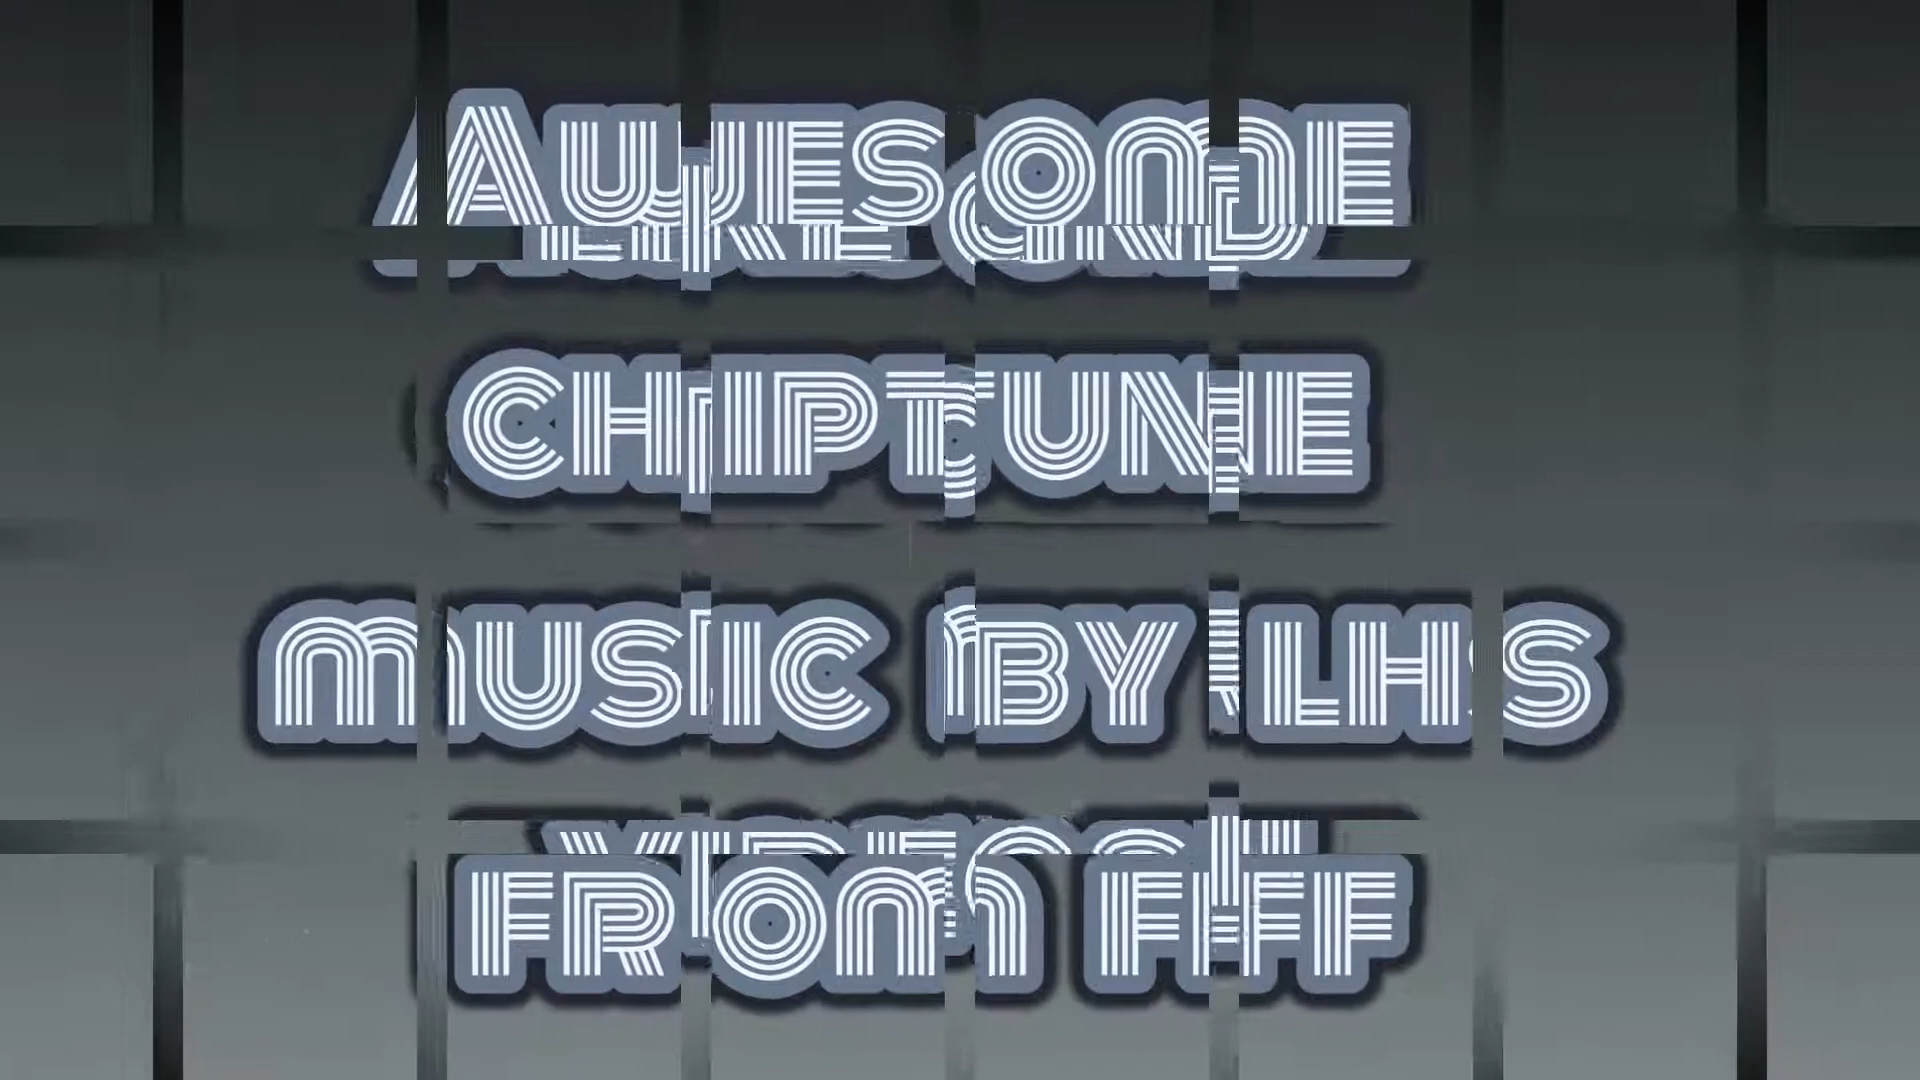 Awesome
chiptune
music by lhs
from fff